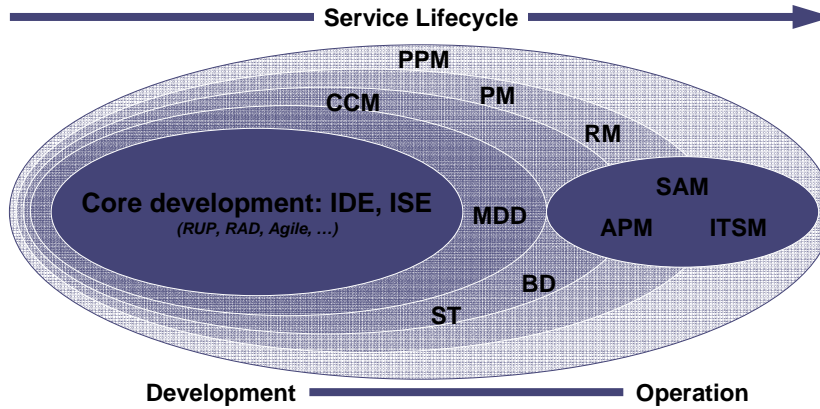 Service Lifecycle
PPM
PM
CCM
RM
Core development: IDE, ISE
(RUP, RAD, Agile, ...)
MDD
SAM
APM ITSM
BD
ST
Development Operation